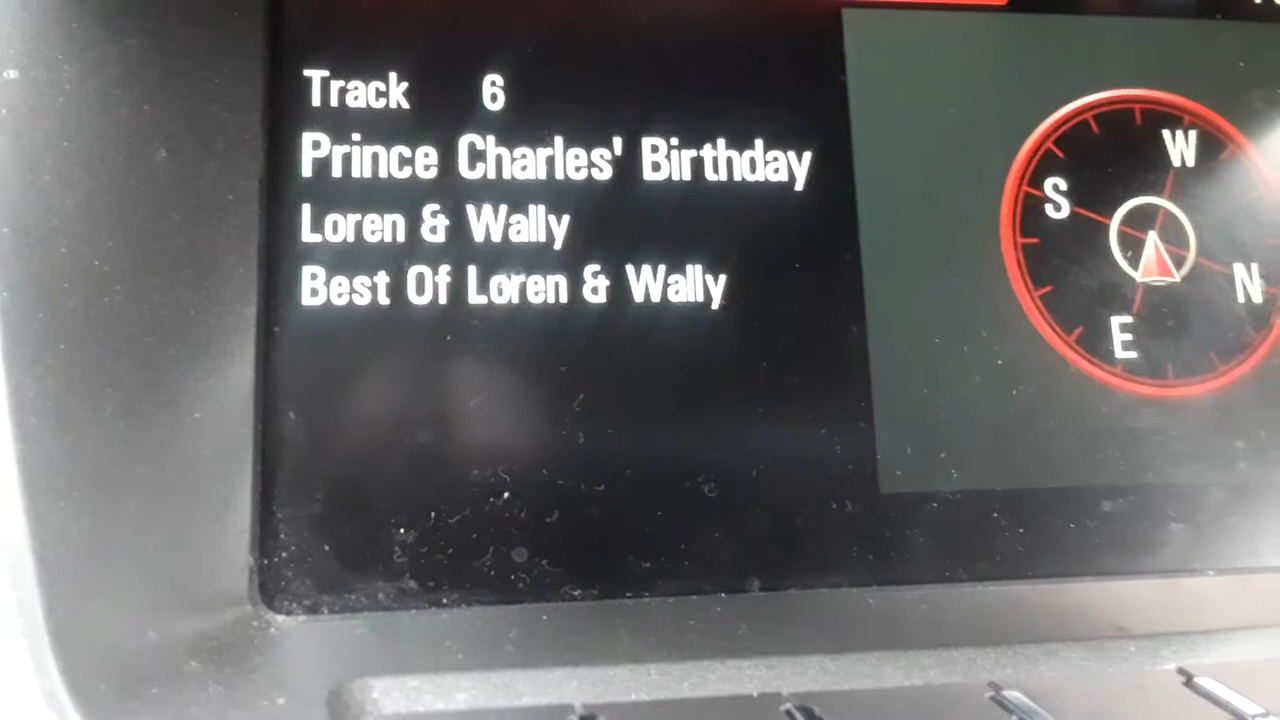 Track 6
Prince Charles' Birthday
Loren & Wally
Best Of Loren & Wally
W
S
N
E